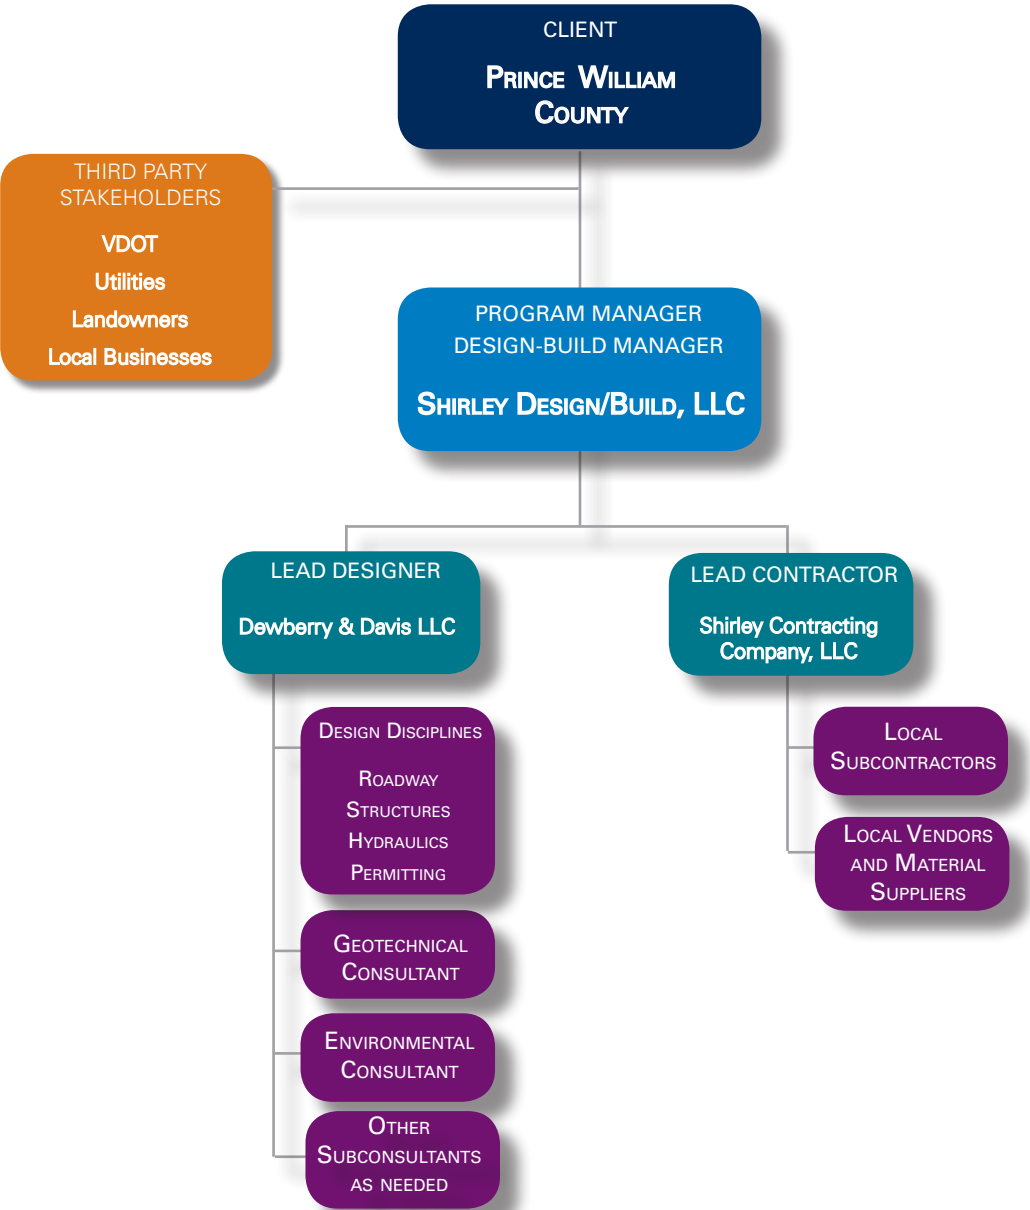 CLIENT
PRINCE WILLIAM
COUNTY
THIRD PARTY
STAKEHOLDERS
VDOT
Utilities
Landowners
Local Businesses
PROGRAM MANAGER
DESIGN-BUILD MANAGER
SHIRLEY DESIGN/BUILD, LLC
LEAD DESIGNER
Dewberry & Davis LLC
LEAD CONTRACTOR
Shirley Contracting
Company, LLC
DESIGN DISCIPLINES
ROADWAY
STRUCTURES
HYDRAULICS
PERMITTING
GEOTECHNICAL
CONSULTANT
ENVIRONMENTAL
CONSULTANT
OTHER
SUBCONSULTANTS
AS NEEDED
LOCAL
SUBCONTRACTORS
LOCAL VENDORS
AND MATERIAL
SUPPLIERS